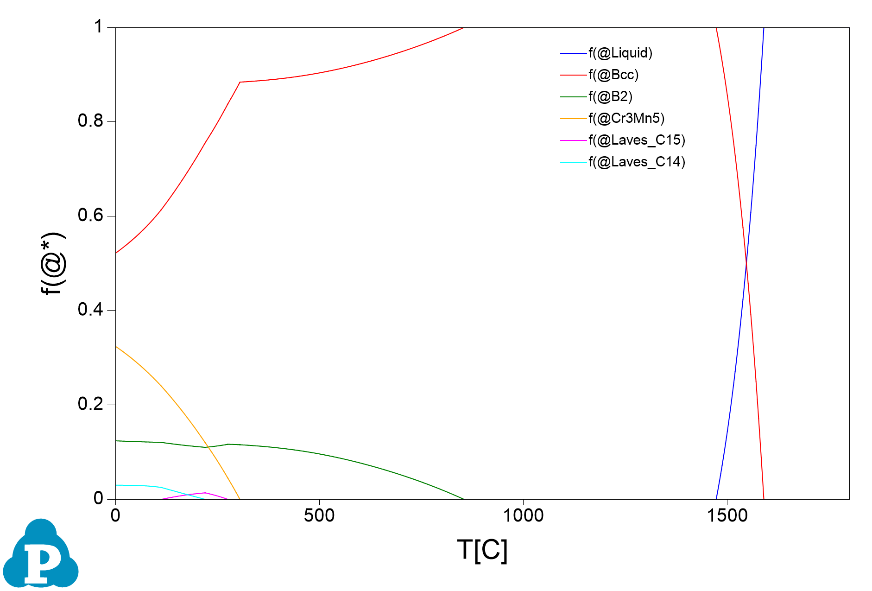 1
0.8
0.6
0.4
0.2
0
f(@*)
f(@Liquid)
f(@Bcc)
f(@B2)
f(@Cr3Mn5)
f(@Laves_C15)
f(@Laves_C14)
0 500 1000 1500
T[C]
P